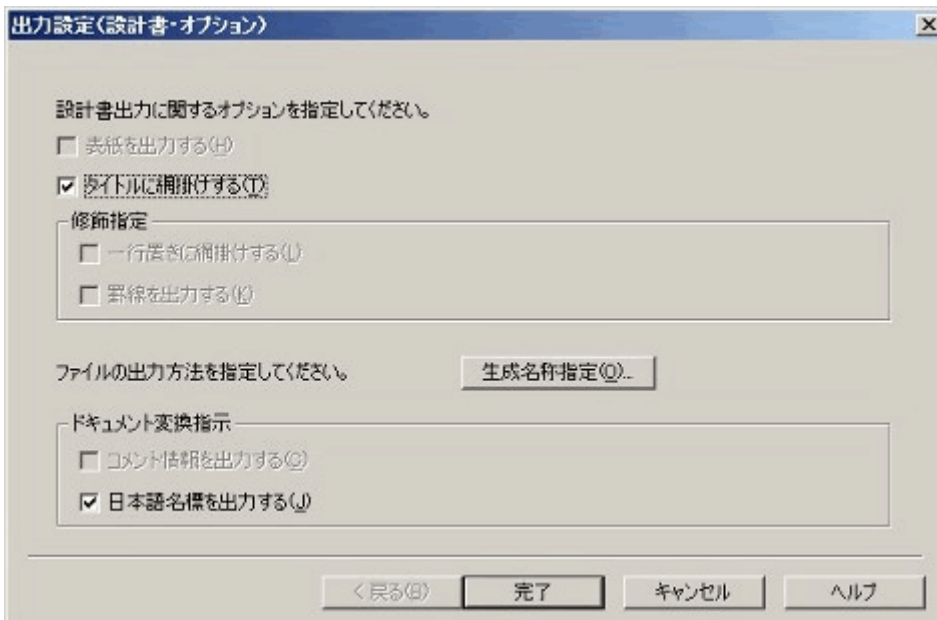 出力設定(設計書・オプション)
設計書出力に関するオプションを指定してください。
表紙を出力する(H)
タイトルに網掛けする(T)
修飾指定
一行置きに網掛けする(L)
罫線を出力する(K)
ファイルの出力方法を指定してください。 生成名称指定(O)...
ドキュメント変換指示
コメント情報を出力する(C)
日本語名標を出力する(J)
< 戻る(B) 完了 キャンセル ヘルプ